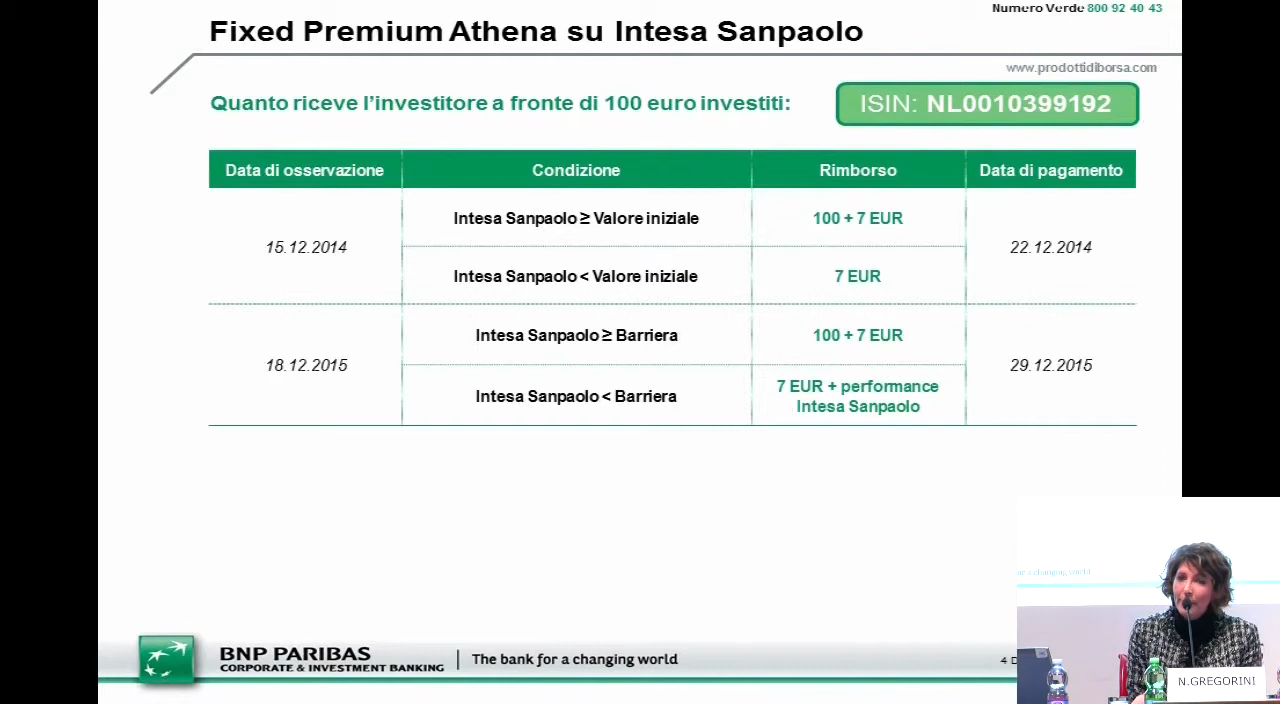 Numero Verde 800 92 40 43
Fixed Premium Athena su Intesa Sanpaolo
www.prodottidiborsa.com
Quanto riceve l'investitore a fronte di 100 euro investiti:
ISIN: NL0010399192
Data di osservazione Condizione Rimborso Data di pagamento
15.12.2014
Intesa Sanpaolo ≥ Valore iniziale 100 + 7 EUR
22.12.2014
Intesa Sanpaolo < Valore iniziale 7 EUR
18.12.2015
Intesa Sanpaolo ≥ Barriera 100 + 7 EUR
29.12.2015
Intesa Sanpaolo < Barriera 7 EUR + performance
Intesa Sanpaolo
BNP PARIBAS
CORPORATE & INVESTMENT BANKING
The bank for a changing world
4
a changing world
N.GREGORINI